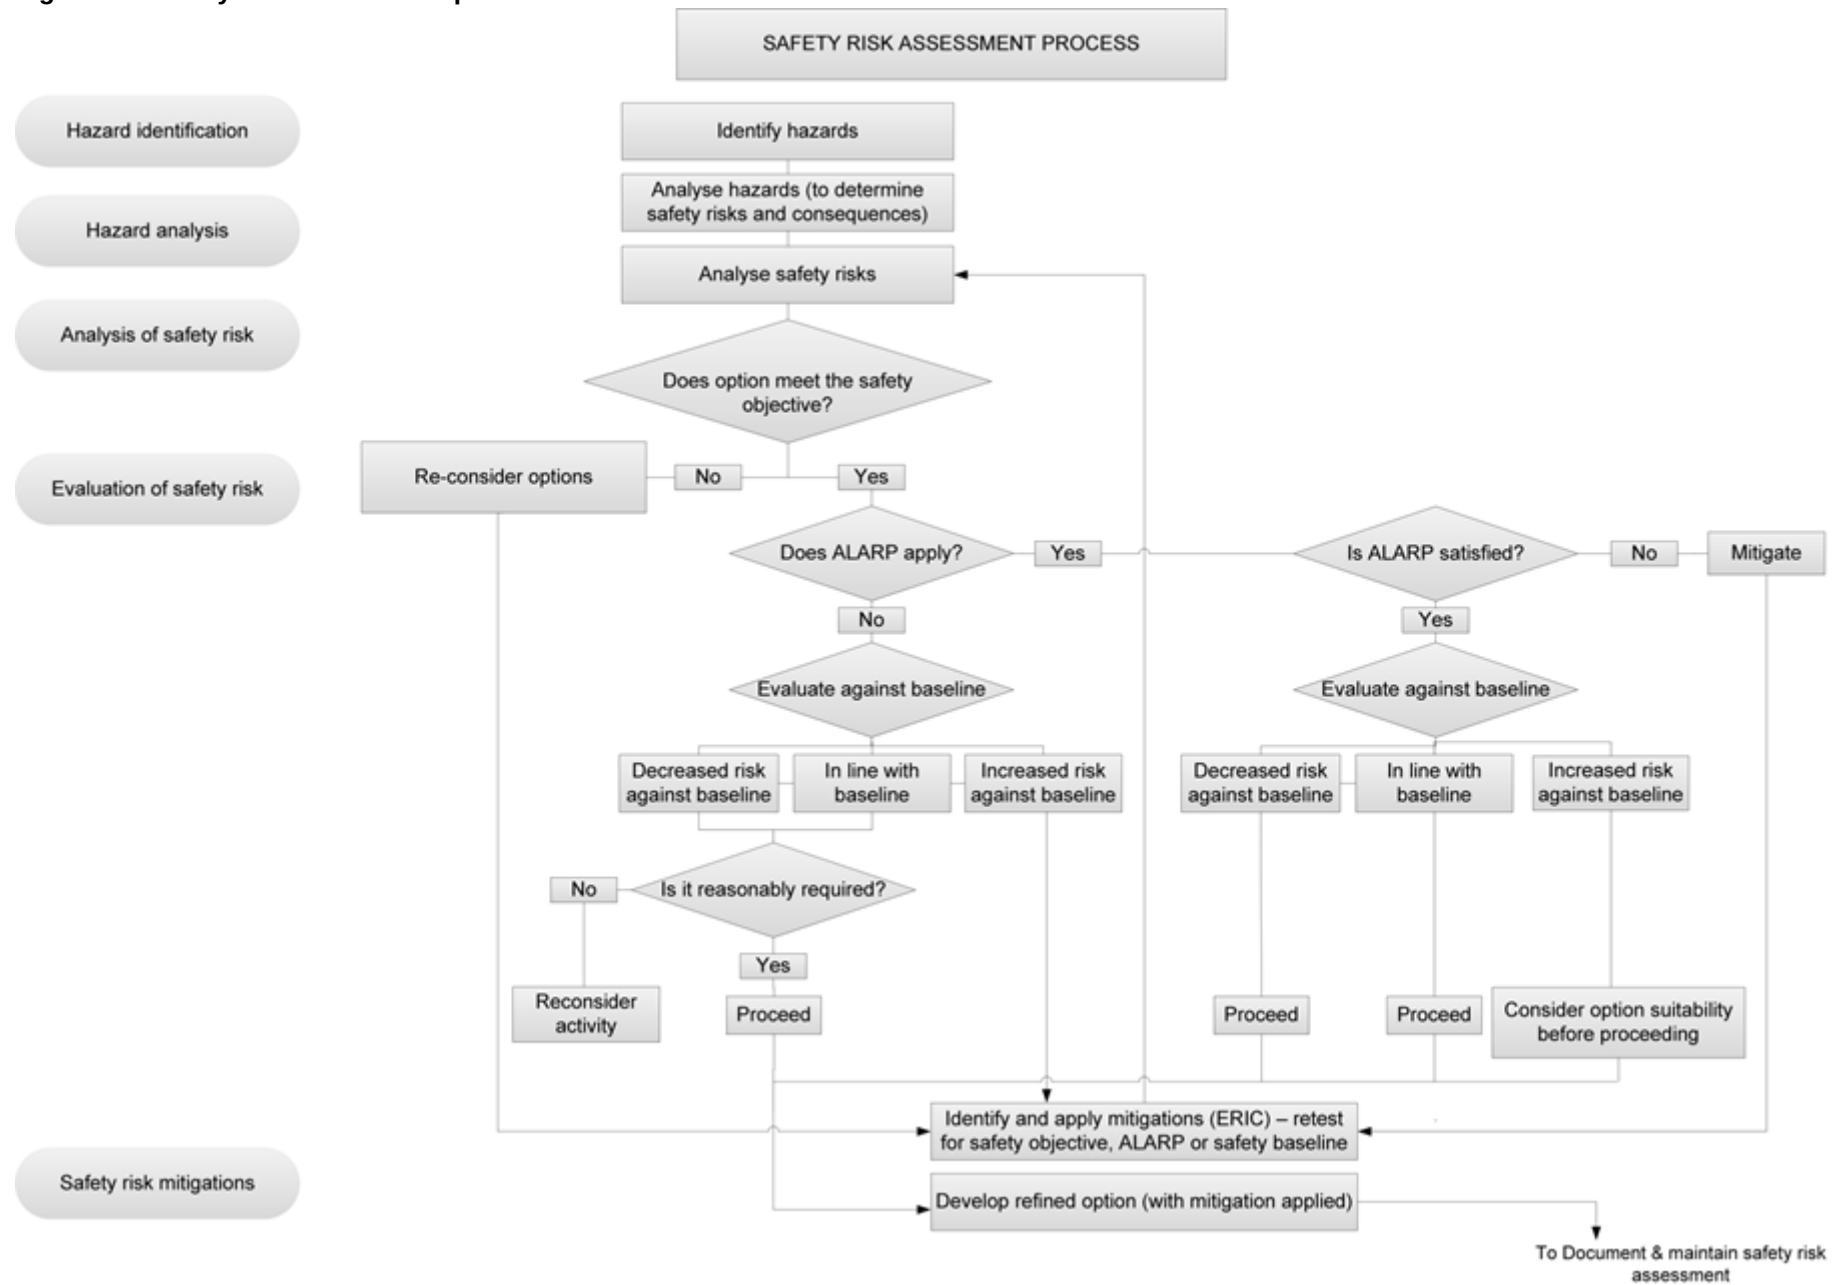 SAFETY RISK ASSESSMENT PROCESS
Hazard identification
Identify hazards
Analyse hazards (to determine
safety risks and consequences)
Hazard analysis
Analyse safety risks
Analysis of safety risk
Does option meet the safety
objective?
Evaluation of safety risk
Re-consider options
No
Yes
Does ALARP apply?
Yes
Is ALARP satisfied?
No
Mitigate
No
Yes
Evaluate against baseline
Evaluate against baseline
Decreased risk
against baseline
In line with
baseline
Increased risk
against baseline
Decreased risk
against baseline
In line with
baseline
Increased risk
against baseline
No
Is it reasonably required?
Yes
Reconsider
activity
Proceed
Proceed
Proceed
Consider option suitability
before proceeding
Identify and apply mitigations (ERIC) – retest
for safety objective, ALARP or safety baseline
Safety risk mitigations
Develop refined option (with mitigation applied)
To Document & maintain safety risk
assessment